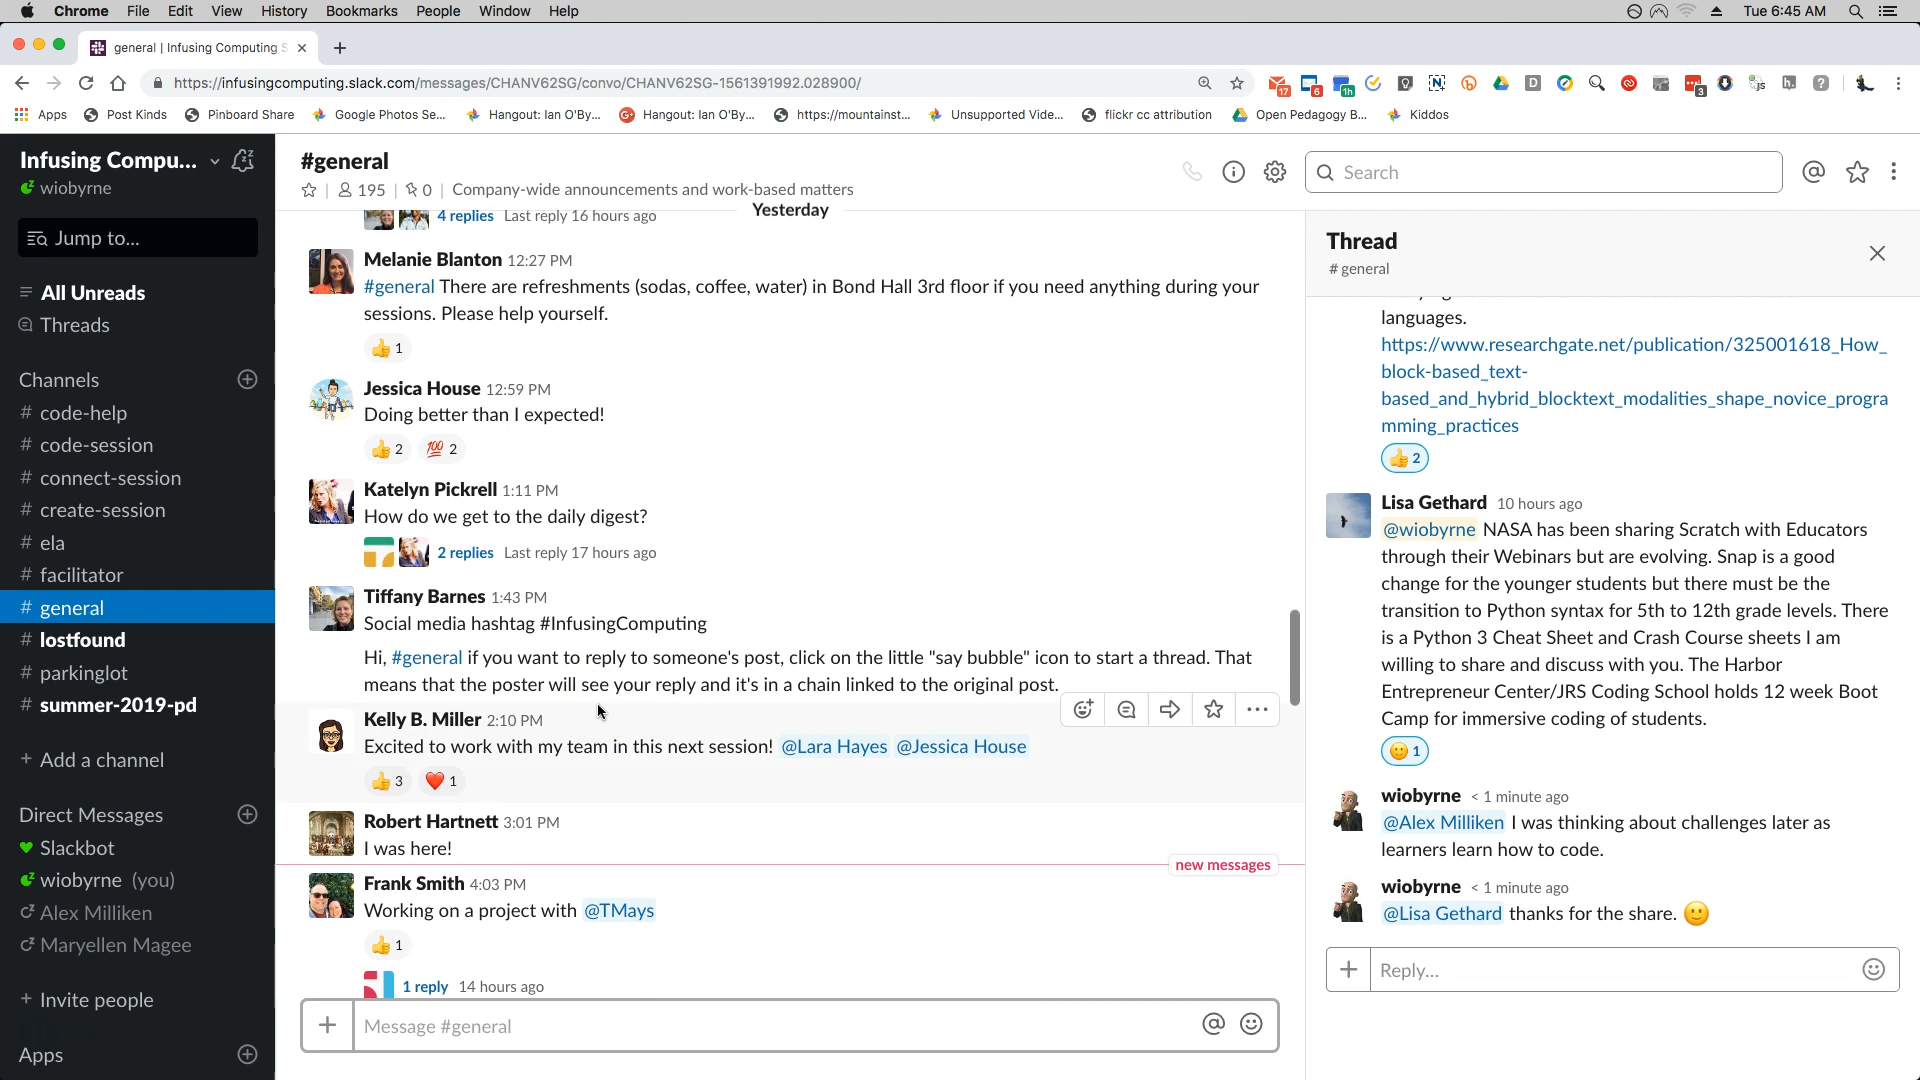 Chrome File Edit View History Bookmarks People Window Help Tue 6:45 AM
general | Infusing Computing S
https://infusingcomputing.slack.com/messages/CHANV62SG/convo/CHANV62SG-1561391992.028900/
17 6 1h 3
Apps Post Kinds Pinboard Share Google Photos Se... Hangout: Ian O'By... Hangout: Ian O'By... https://mountainst... Unsupported Vide... flickr cc attribution Open Pedagogy B... Kiddos
Infusing Compu...
wiobyrne
Jump to...
All Unreads
Threads
Channels
# code-help
# code-session
# connect-session
# create-session
# ela
# facilitator
# general
# lostfound
# parkinglot
# summer-2019-pd
+ Add a channel
Direct Messages
Slackbot
wiobyrne (you)
Alex Milliken
Maryellen Magee
+ Invite people
Apps
#general
195 | 0 | Company-wide announcements and work-based matters
Search
Yesterday
4 replies Last reply 16 hours ago
Melanie Blanton 12:27 PM
#general There are refreshments (sodas, coffee, water) in Bond Hall 3rd floor if you need anything during your
sessions. Please help yourself.
👍 1
Jessica House 12:59 PM
Doing better than I expected!
👍 2 💯 2
Katelyn Pickrell 1:11 PM
How do we get to the daily digest?
2 replies Last reply 17 hours ago
Tiffany Barnes 1:43 PM
Social media hashtag #InfusingComputing
Hi, #general if you want to reply to someone's post, click on the little "say bubble" icon to start a thread. That
means that the poster will see your reply and it's in a chain linked to the original post.
Kelly B. Miller 2:10 PM
Excited to work with my team in this next session! @Lara Hayes @Jessica House
👍 3 ❤️ 1
Robert Hartnett 3:01 PM
I was here!
new messages
Frank Smith 4:03 PM
Working on a project with @TMays
👍 1
1 reply 14 hours ago
Message #general
Thread
# general
languages.
https://www.researchgate.net/publication/325001618_How_
block-based_text-
based_and_hybrid_blocktext_modalities_shape_novice_progra
mming_practices
👍 2
Lisa Gethard 10 hours ago
@wiobyrne NASA has been sharing Scratch with Educators
through their Webinars but are evolving. Snap is a good
change for the younger students but there must be the
transition to Python syntax for 5th to 12th grade levels. There
is a Python 3 Cheat Sheet and Crash Course sheets I am
willing to share and discuss with you. The Harbor
Entrepreneur Center/JRS Coding School holds 12 week Boot
Camp for immersive coding of students.
🙂 1
wiobyrne < 1 minute ago
@Alex Milliken I was thinking about challenges later as
learners learn how to code.
wiobyrne < 1 minute ago
@Lisa Gethard thanks for the share. 🙂
Reply...